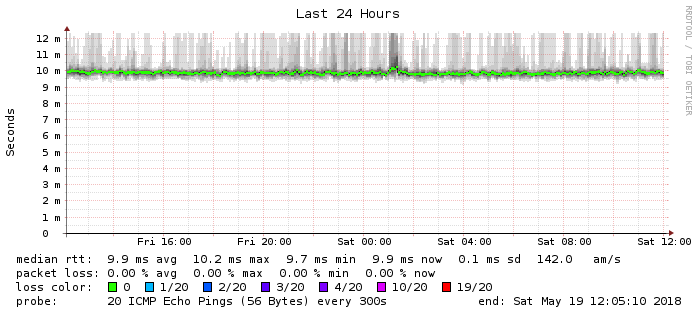 Last 24 Hours
RRDTOOL / TOBI OETIKER
Seconds
12 m
11 m
10 m
9 m
8 m
7 m
6 m
5 m
4 m
3 m
2 m
1 m
0
Fri 16:00 Fri 20:00 Sat 00:00 Sat 04:00 Sat 08:00 Sat 12:00
median rtt: 9.9 ms avg 10.2 ms max 9.7 ms min 9.9 ms now 0.1 ms sd 142.0 am/s
packet loss: 0.00 % avg 0.00 % max 0.00 % min 0.00 % now
loss color: 0 1/20 2/20 3/20 4/20 10/20 19/20
probe: 20 ICMP Echo Pings (56 Bytes) every 300s end: Sat May 19 12:05:10 2018